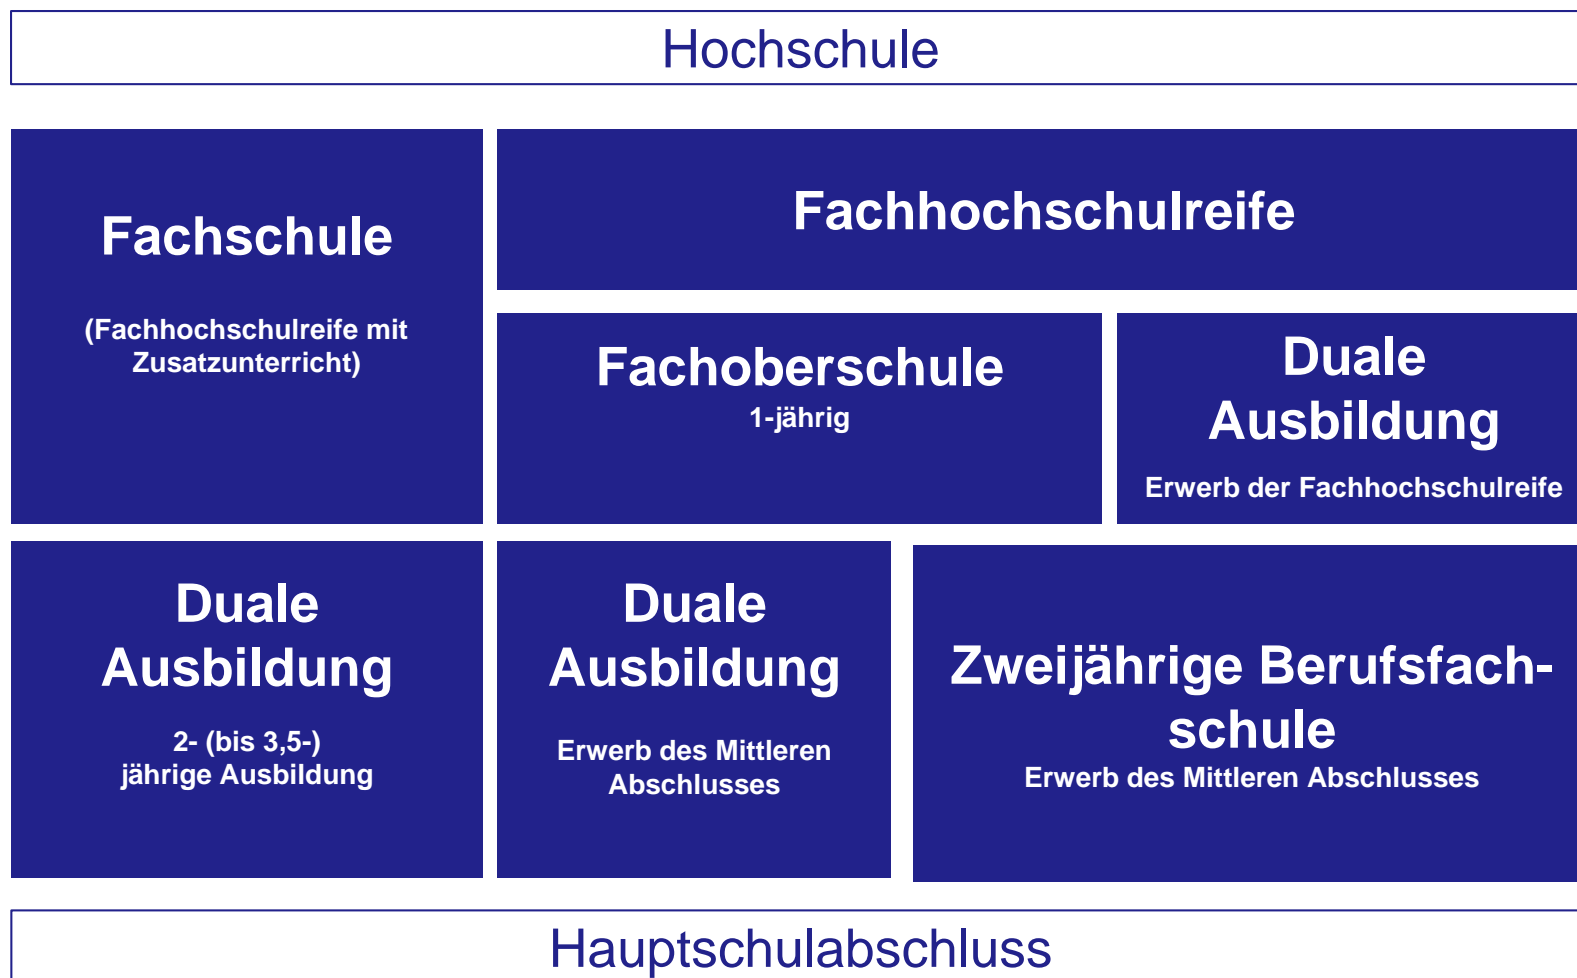 Hochschule
Fachschule
(Fachhochschulreife mit
Zusatzunterricht)
Fachhochschulreife
Fachoberschule
1-jährig
Duale
Ausbildung
Erwerb der Fachhochschulreife
Duale
Ausbildung
2- (bis 3,5-)
jährige Ausbildung
Duale
Ausbildung
Erwerb des Mittleren
Abschlusses
Zweijährige Berufsfach-
schule
Erwerb des Mittleren Abschlusses
Hauptschulabschluss